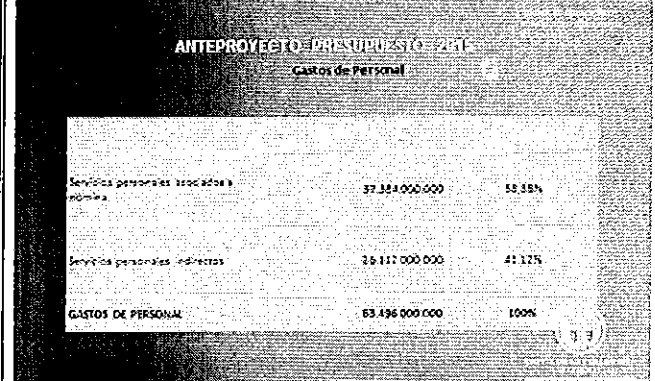 ANTEPROYECTO PRESUPUESTO
Gastos de Personal
Servicios personales asociados a
nómina
37.384.000.000
58.88%
Servicios personales indirectos
26.112.000.000
41.12%
GASTOS DE PERSONAL
63.496.000.000
100%